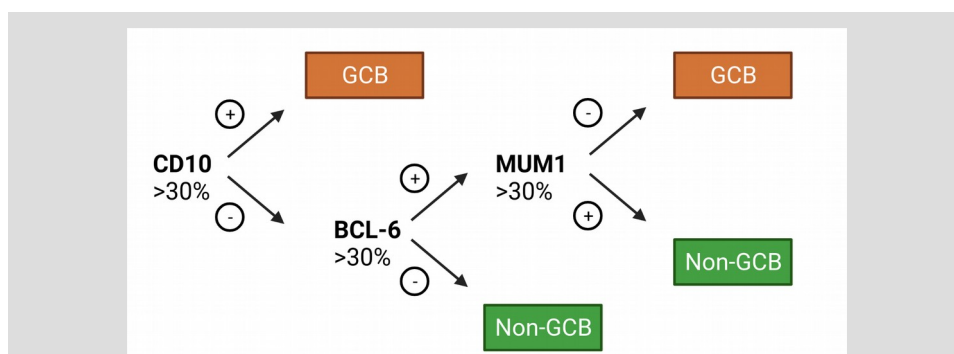 GCB
GCB
+
-
CD10
>30%
MUM1
>30%
+
-
+
BCL-6
>30%
-
Non-GCB
Non-GCB